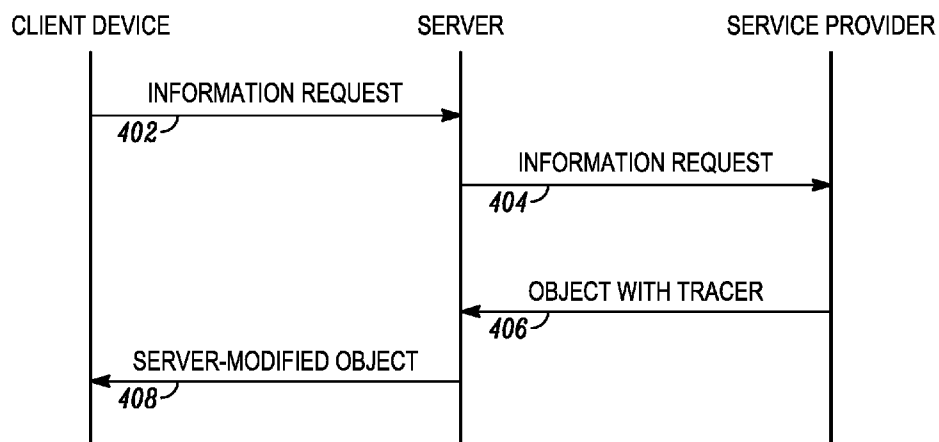 CLIENT DEVICE
SERVER
SERVICE PROVIDER
INFORMATION REQUEST
402
INFORMATION REQUEST
404
OBJECT WITH TRACER
406
SERVER-MODIFIED OBJECT
408